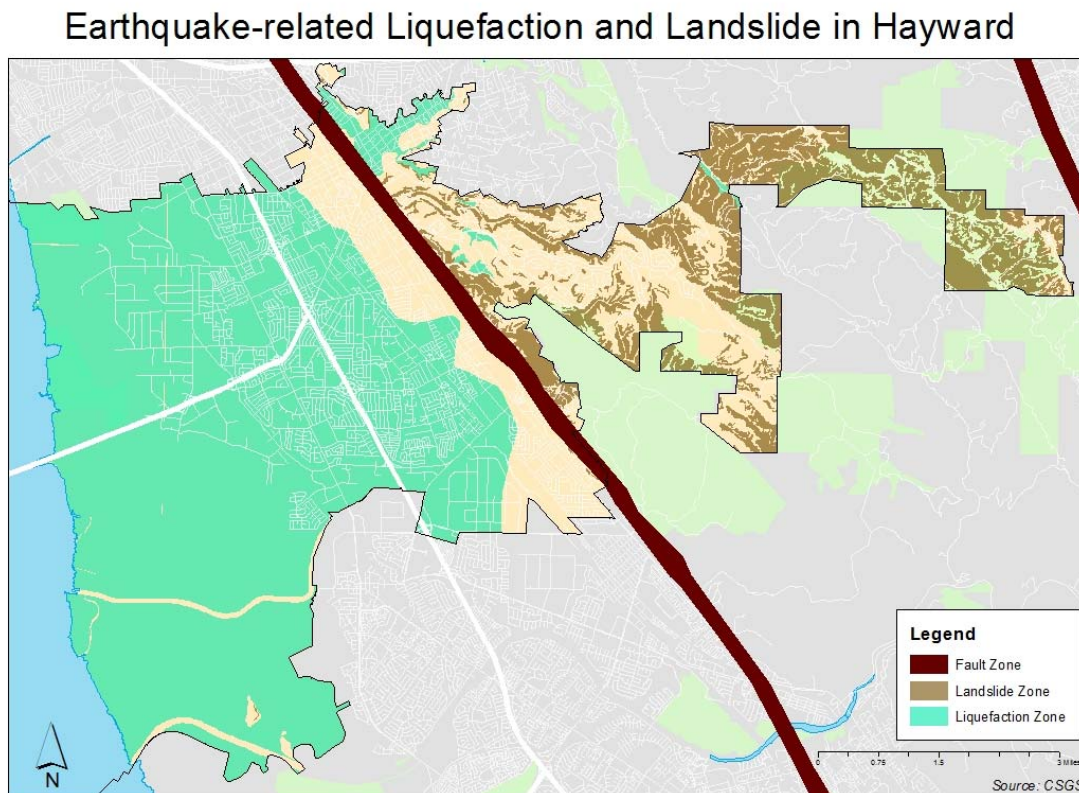 Earthquake-related Liquefaction and Landslide in Hayward
Legend
Fault Zone
Landslide Zone
Liquefaction Zone
0 0.75 1.5 3 Miles
N
Source: CSGS